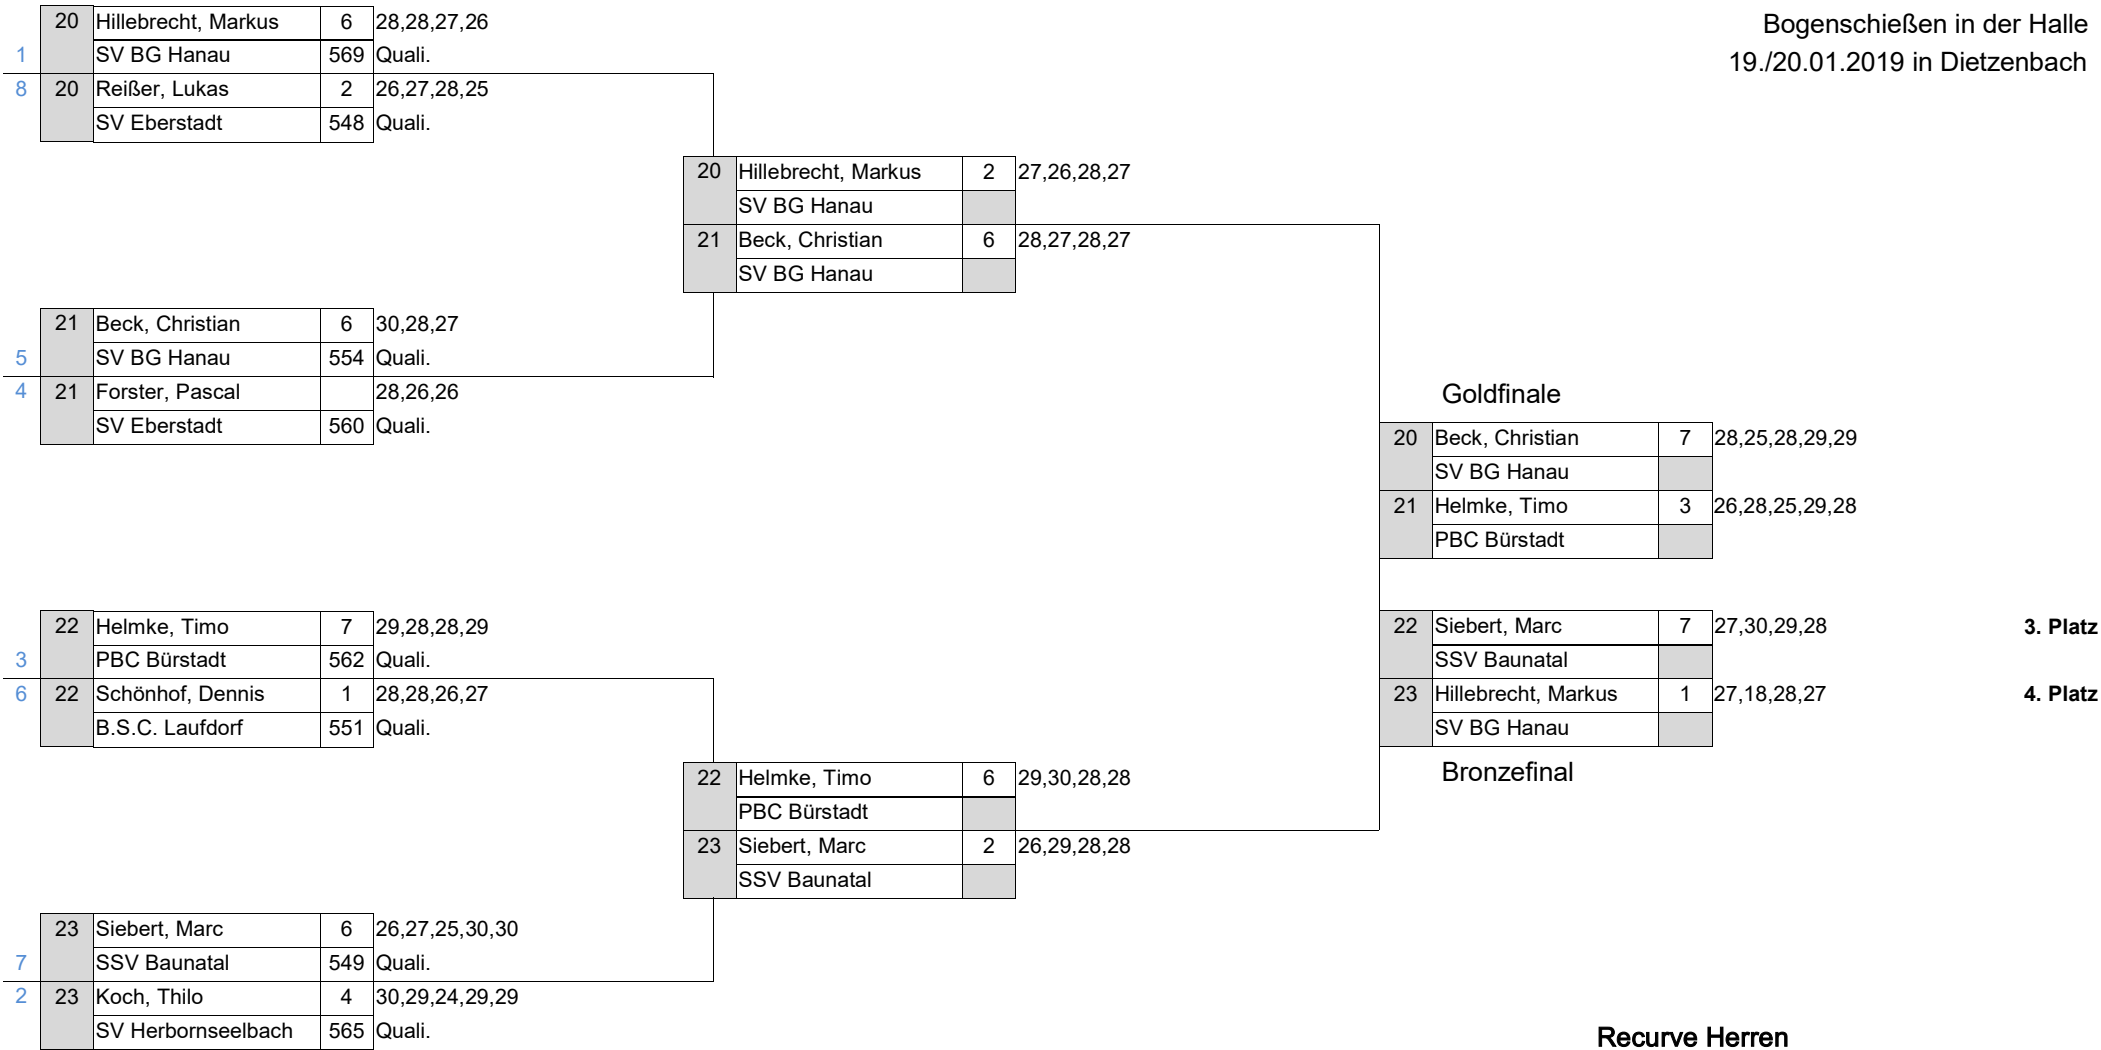 Bogenschießen in der Halle
19./20.01.2019 in Dietzenbach
20 Hillebrecht, Markus 6 28,28,27,26
1 SV BG Hanau 569 Quali.
8 20 Reißer, Lukas 2 26,27,28,25
SV Eberstadt 548 Quali.
20 Hillebrecht, Markus 2 27,26,28,27
SV BG Hanau
21 Beck, Christian 6 28,27,28,27
SV BG Hanau
21 Beck, Christian 6 30,28,27
5 SV BG Hanau 554 Quali.
4 21 Forster, Pascal 28,26,26
SV Eberstadt 560 Quali.
Goldfinale
20 Beck, Christian 7 28,25,28,29,29
SV BG Hanau
21 Helmke, Timo 3 26,28,25,29,28
PBC Bürstadt
22 Helmke, Timo 7 29,28,28,29
3 PBC Bürstadt 562 Quali.
6 22 Schönhof, Dennis 1 28,28,26,27
B.S.C. Laufdorf 551 Quali.
22 Siebert, Marc 7 27,30,29,28 3. Platz
SSV Baunatal
23 Hillebrecht, Markus 1 27,18,28,27 4. Platz
SV BG Hanau
Bronzefinal
22 Helmke, Timo 6 29,30,28,28
PBC Bürstadt
23 Siebert, Marc 2 26,29,28,28
SSV Baunatal
23 Siebert, Marc 6 26,27,25,30,30
7 SSV Baunatal 549 Quali.
2 23 Koch, Thilo 4 30,29,24,29,29
SV Herbornseelbach 565 Quali.
Recurve Herren